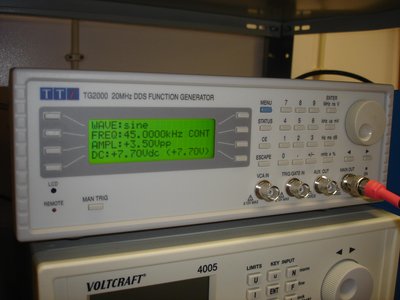 TTi
TG2000 20MHz DDS FUNCTION GENERATOR
WAVE:sine
FREQ:45.0000kHz CONT
AMPL:+3.50Vpp
DC:+7.70Vdc (+7.70V)
MENU
7 8 9
ENTER
STATUS
4 5 6
CE
1 2 3
ESCAPE
0 . +/-
LCD
REMOTE
MAN TRIG
VCA IN
TRIG/GATE IN
AUX OUT
MAIN OUT
VOLTCRAFT
4005
LIMITS
KEY INPUT
U U N
I ENT F